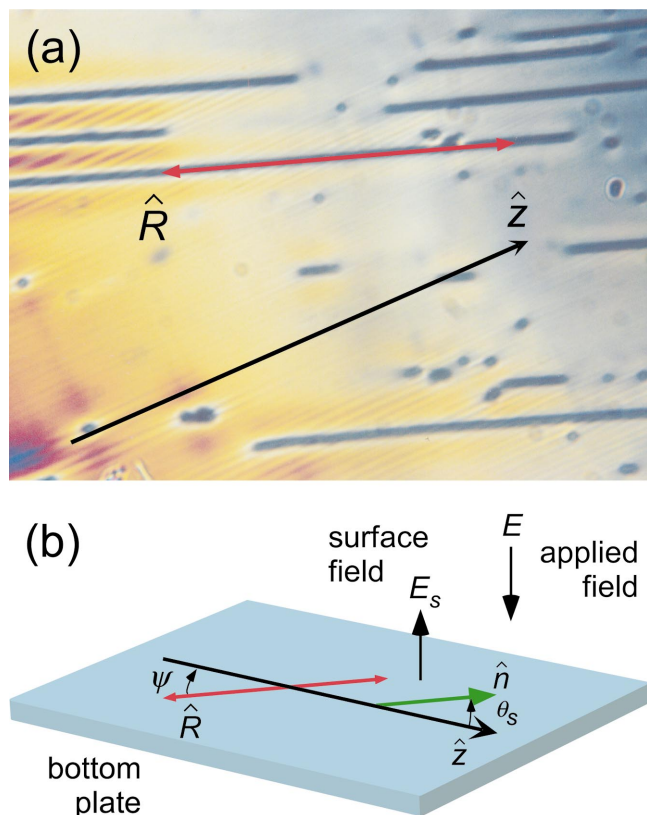 (a)
R̂
ẑ
(b)
surface
field
E
applied
field
Eₛ
ψ
R̂
n̂
θₛ
ẑ
bottom
plate